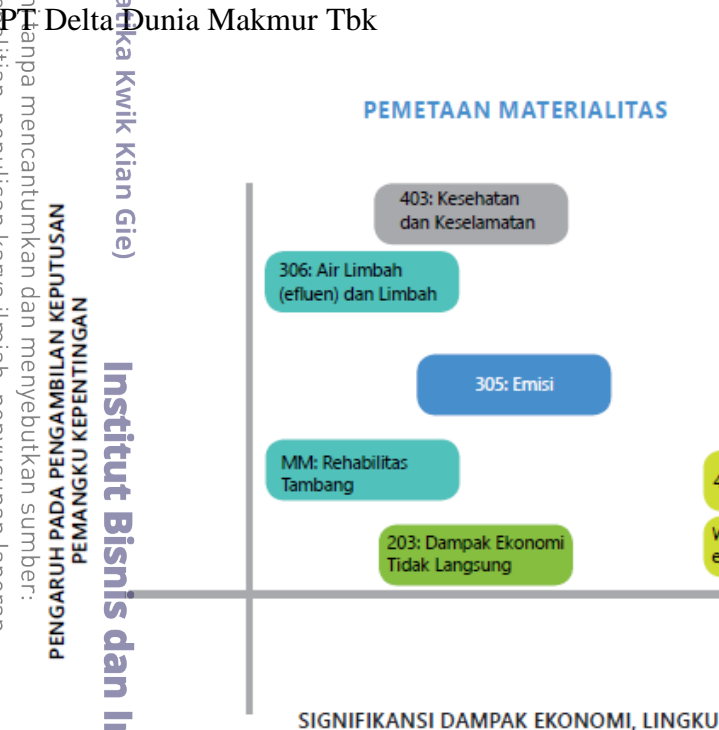 PT Delta Dunia Makmur Tbk
PEMETAAN MATERIALITAS
403: Kesehatan
dan Keselamatan
306: Air Limbah
(efluen) dan Limbah
305: Emisi
MM: Rehabilitas
Tambang
203: Dampak Ekonomi
Tidak Langsung
4
PENGARUH PADA PENGAMBILAN KEPUTUSAN
PEMANGKU KEPENTINGAN
SIGNIFIKANSI DAMPAK EKONOMI, LINGKU
tanpa mencantumkan dan menyebutkan sumber:
Kwik Kian Gie)
Institut Bisnis dan